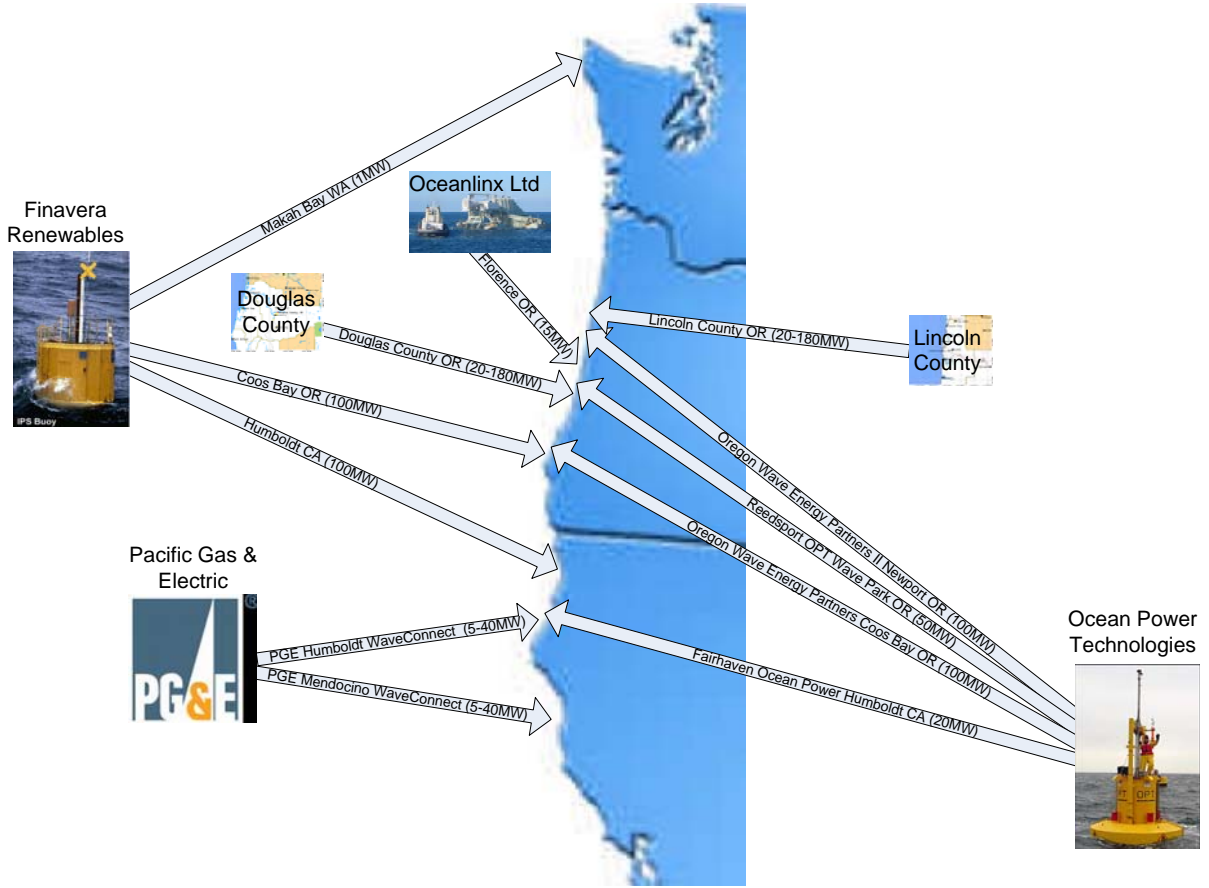 Finavera
Renewables
IPS Buoy
Makah Bay WA (1MW)
Oceanlinx Ltd
Florence OR (15MW)
Douglas
County
Douglas County OR (20-180MW)
Coos Bay OR (100MW)
Humboldt CA (100MW)
Lincoln County OR (20-180MW)
Lincoln
County
Oregon Wave Energy Partners II Newport OR (100MW)
Reedsport OPT Wave Park OR (50MW)
Oregon Wave Energy Partners Coos Bay OR (100MW)
Fairhaven Ocean Power Humboldt CA (20MW)
Pacific Gas &
Electric
PG&E
®
PGE Humboldt WaveConnect (5-40MW)
PGE Mendocino WaveConnect (5-40MW)
Ocean Power
Technologies
PT OPT